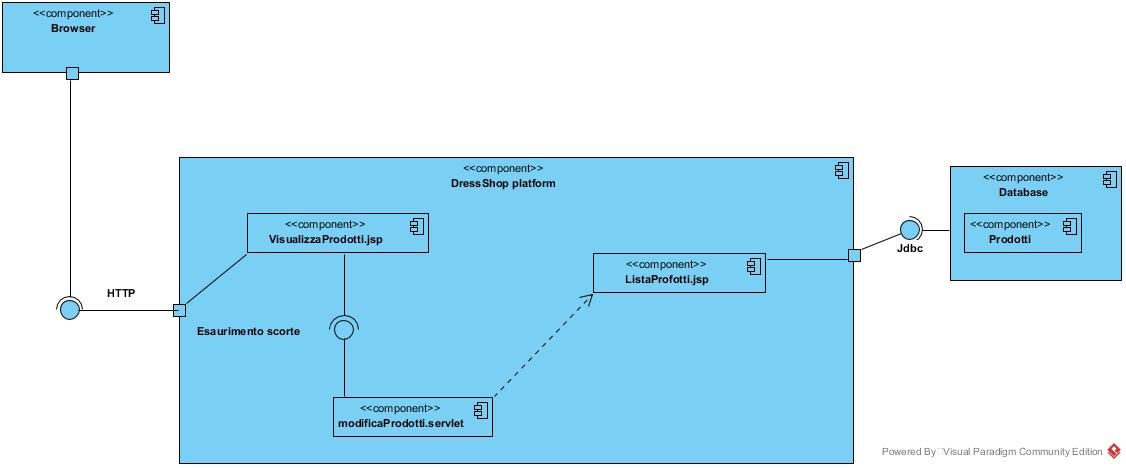 <<component>>
Browser
<<component>>
DressShop platform
<<component>>
Database
<<component>>
VisualizzaProdotti.jsp
<<component>>
Prodotti
Jdbc
<<component>>
ListaProfotti.jsp
HTTP
Esaurimento scorte
<<component>>
modificaProdotti.servlet
Powered By Visual Paradigm Community Edition